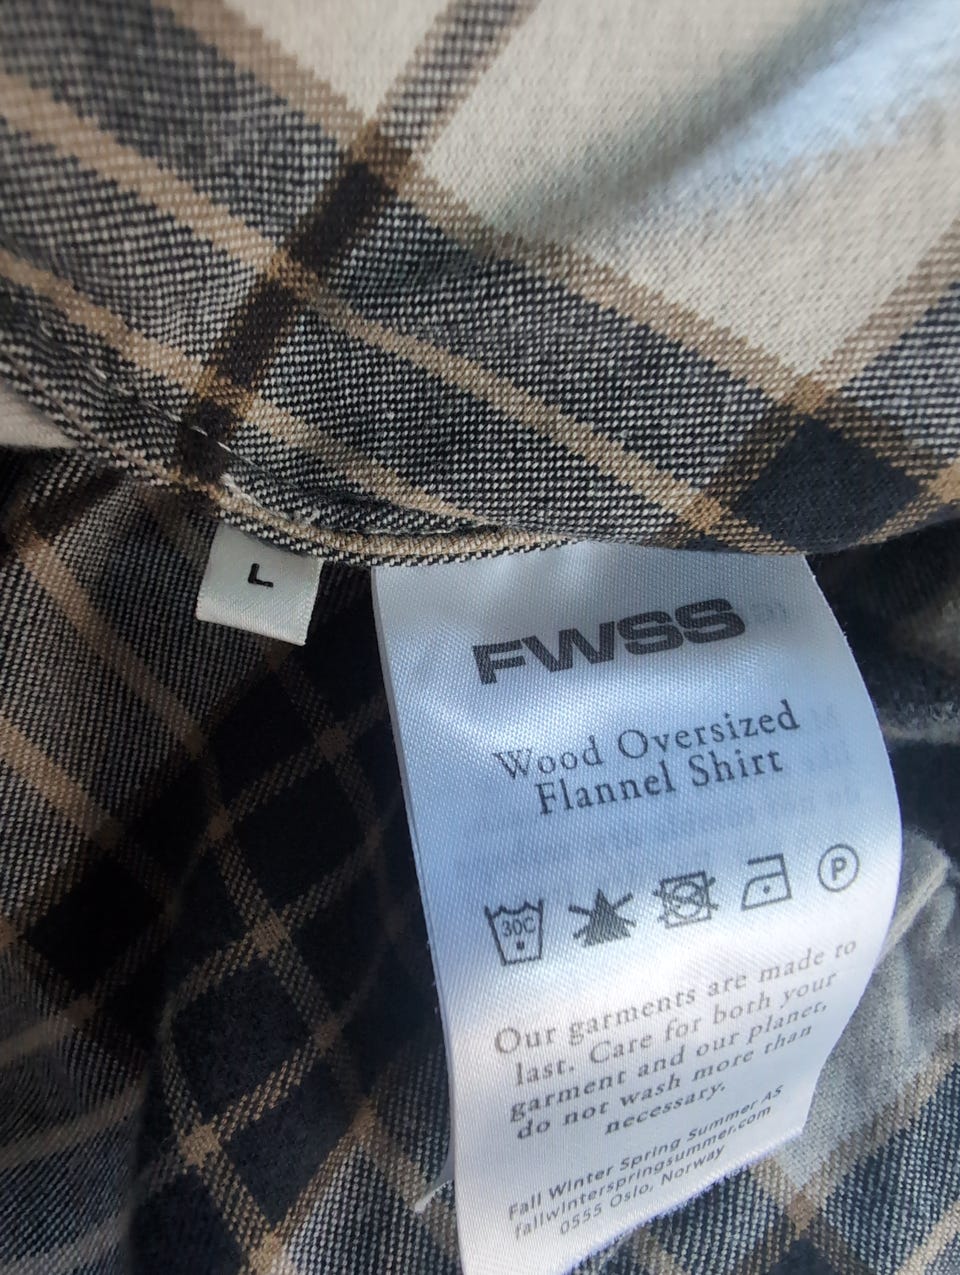 L
FWSS
Wood Oversized
Flannel Shirt
30C
P
Our garments are made to
last. Care for both your
garment and our planet,
do not wash more than
necessary.
Fall Winter Spring Summer AS
fallwinterspringsummer.com
0555 Oslo, Norway